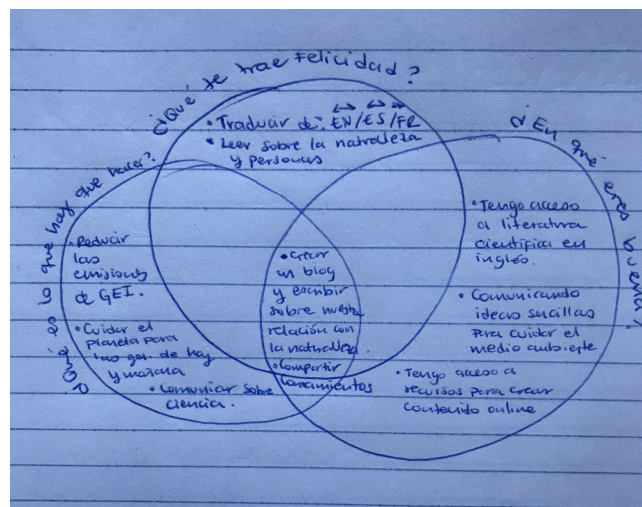 ¿Qué te trae Felicidad?
• Traducir de: EN/ES/FR
• Leer sobre la naturaleza
y personas
¿Qué es lo que hay que hacer?
• Reducir
las
emisiones
de GEI.
• Cuidar el
planeta para
las gen. de hoy
y mañana
• Comunicar sobre
ciencia.
• Crear
un blog
y escribir
sobre nuestra
relación con
la naturaleza.
• Compartir
conocimientos
¿En qué eres buena?
• Tengo acceso
a literatura
científica en
inglés.
• Comunicando
ideas sencillas
para cuidar el
medio ambiente
• Tengo acceso a
recursos para crear
contenido online